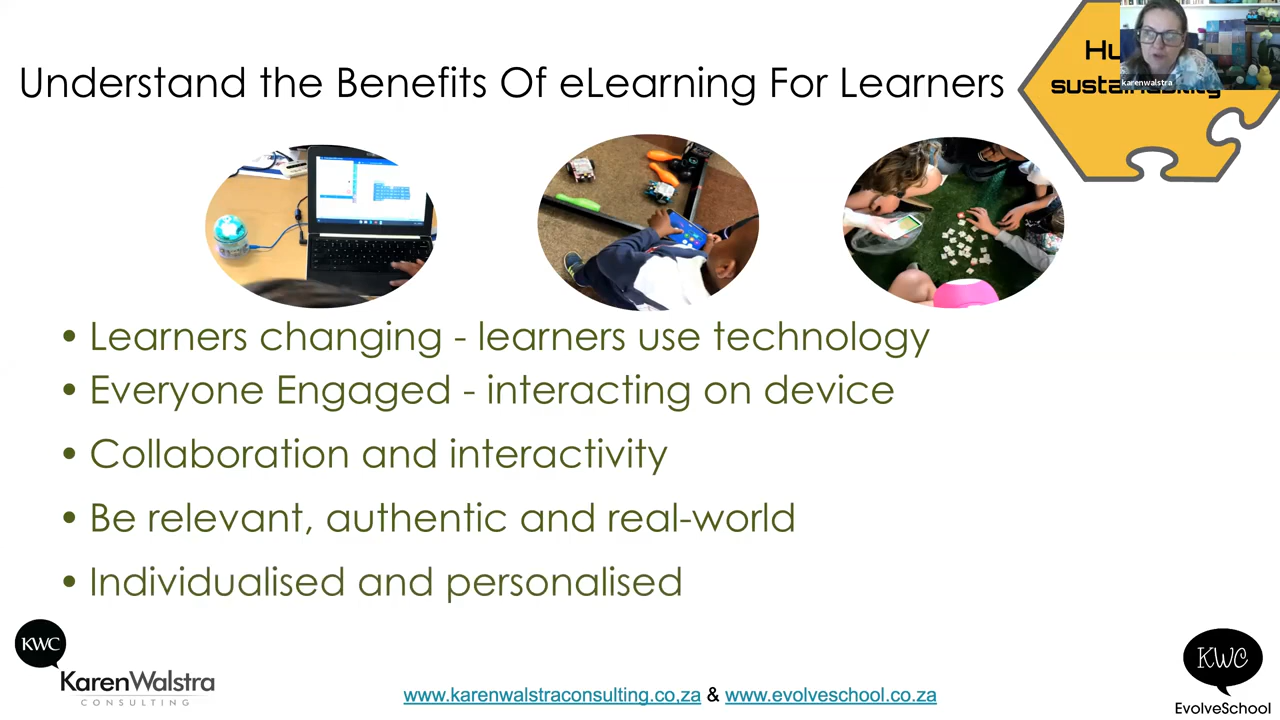 Understand the Benefits Of eLearning For Learners
sustainability
karenwalstra
• Learners changing - learners use technology
• Everyone Engaged - interacting on device
• Collaboration and interactivity
• Be relevant, authentic and real-world
• Individualised and personalised
KWC
KarenWalstra
CONSULTING
www.karenwalstraconsulting.co,za & www.evolveschool.co.za
KWC
EvolveSchool